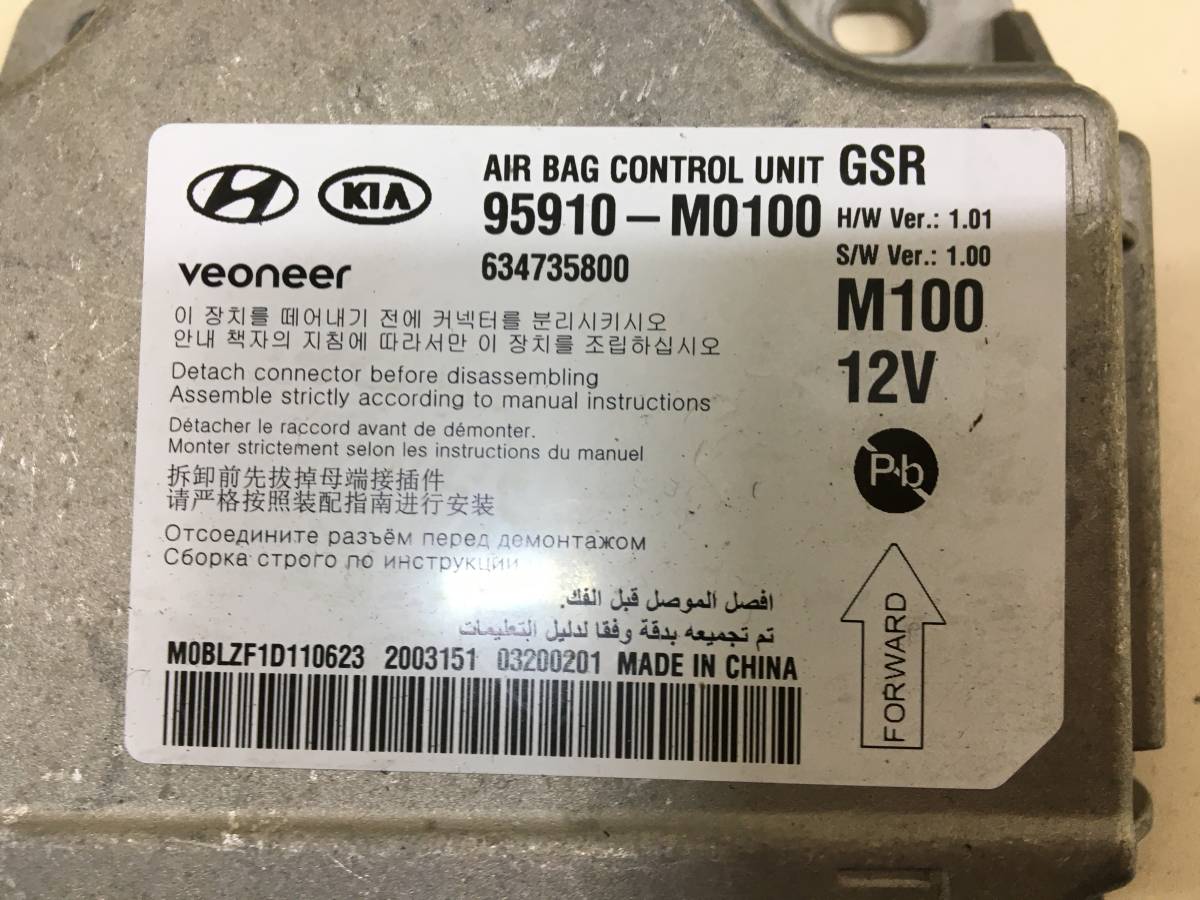 KIA
AIR BAG CONTROL UNIT GSR
95910-M0100 H/W Ver.: 1.01
veoneer 634735800 S/W Ver.: 1.00
M100
12V
Pb
이 장치를 떼어내기 전에 커넥터를 분리시키시오
안내 책자의 지침에 따라서만 이 장치를 조립하십시오
Detach connector before disassembling
Assemble strictly according to manual instructions
Détacher le raccord avant de démonter.
Monter strictement selon les instructions du manuel
拆卸前先拔掉母端接插件
请严格按照装配指南进行安装
Отсоедините разъём перед демонтажом
Сборка строго по инструкции
افصل الموصل قبل الفك.
تم تجميعه بدقة وفقا لدليل التعليمات
FORWARD
M0BLZF1D110623 2003151 03200201 MADE IN CHINA